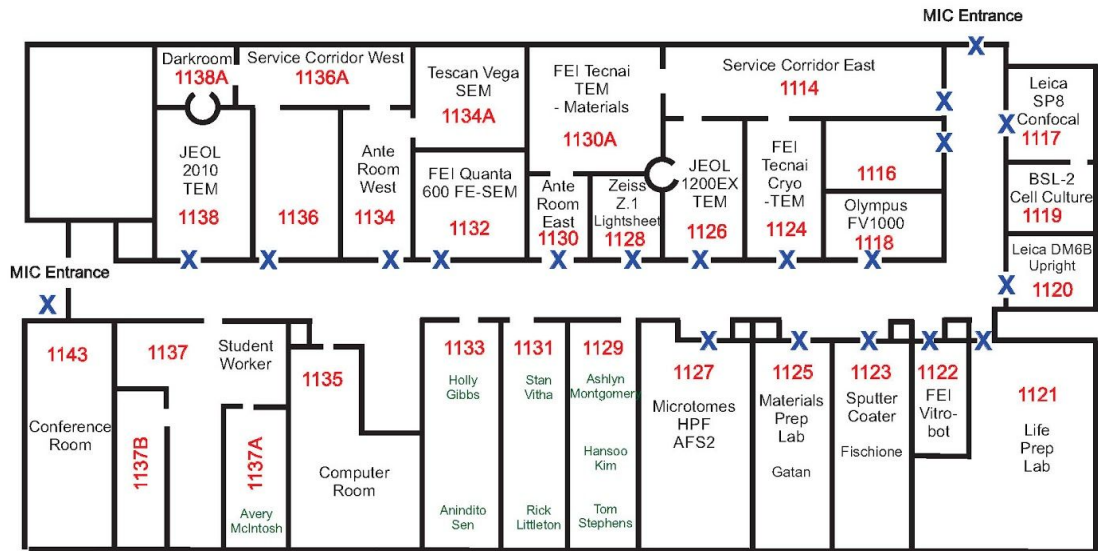 MIC Entrance
Darkroom
1138A
Service Corridor West
1136A
Tescan Vega
SEM
1134A
FEI Tecnai
TEM
- Materials
1130A
Service Corridor East
1114
Leica
SP8
Confocal
1117
JEOL
2010
TEM
1138
1136
Ante
Room
West
1134
FEI Quanta
600 FE-SEM
1132
Ante
Room
East
1130
Zeiss
Z.1
Lightsheet
1128
JEOL
1200EX
TEM
1126
FEI
Tecnai
Cryo
-TEM
1124
1116
Olympus
FV1000
1118
BSL-2
Cell Culture
1119
Leica DM6B
Upright
1120
X
X
X
X
X
X
X
X
X
X
X
X
X
X
MIC Entrance
X
1143
Conference
Room
1137
Student
Worker
1137B
1137A
Avery
McIntosh
1135
Computer
Room
1133
Holly
Gibbs
Anindito
Sen
1131
Stan
Vitha
Rick
Littleton
1129
Ashlyn
Montgomery
Hansoo
Kim
Tom
Stephens
X
1127
Microtomes
HPF
AFS2
X
1125
Materials
Prep
Lab
Gatan
X
1123
Sputter
Coater
Fischione
X
1122
FEI
Vitro-
bot
X
1121
Life
Prep
Lab